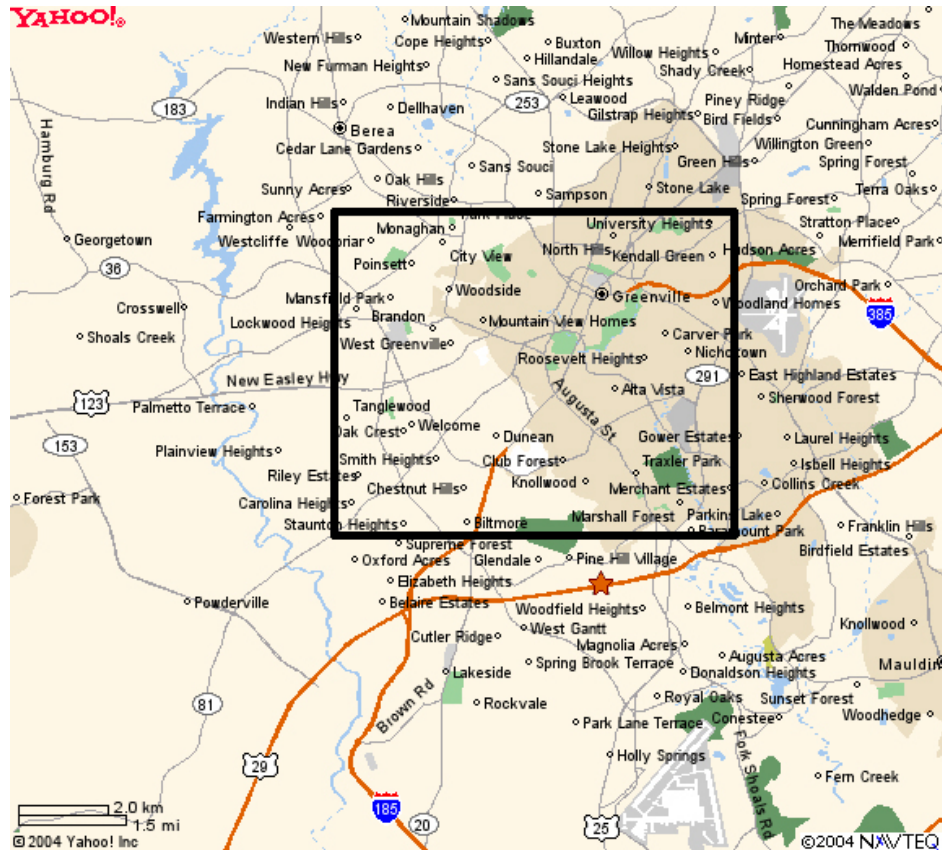 YAHOO!®
Mountain Shadows
The Meadows
Western Hills
Cope Heights
Buxton
Willow Heights
Minter
Thornwood
Hillandale
New Furman Heights
Shady Creek
Homestead Acres
Sans Souci Heights
Walden Pond
183
Indian Hills
Dellhaven
253
Leawood
Piney Ridge
Gilstrap Heights
Bird Fields
Hamburg Rd
Berea
Cunningham Acres
Cedar Lane Gardens
Stone Lake Heights
Willington Green
Sans Souci
Green Hills
Spring Forest
Oak Hills
Sunny Acres
Sampson
Stone Lake
Terra Oaks
Riverside
Spring Forest
Farmington Acres
Park Place
Monaghan
University Heights
Stratton Place
Georgetown
Westcliffe
Woodbriar
City View
North Hills
Kendall Green
Hudson Acres
Merrifield Park
36
Poinsett
Orchard Park
Mansfield Park
Woodside
Greenville
Woodland Homes
Crosswell
Lockwood Heights
Brandon
Mountain View Homes
385
Shoals Creek
Carver Park
West Greenville
Nicholtown
Roosevelt Heights
New Easley Hwy
291
East Highland Estates
123
Augusta St
Alta Vista
Palmetto Terrace
Tanglewood
Sherwood Forest
153
Oak Crest
Welcome
Dunean
Gower Estates
Laurel Heights
Plainview Heights
Smith Heights
Club Forest
Traxler Park
Isbell Heights
Riley Estates
Knollwood
Collins Creek
Forest Park
Chestnut Hills
Merchant Estates
Carolina Heights
Marshall Forest
Parkins Lake
Staunton Heights
Biltmore
Paramount Park
Franklin Hills
Supreme Forest
Birdfield Estates
Oxford Acres
Glendale
Pine Hill Village
Elizabeth Heights
Powderville
Belaire Estates
Woodfield Heights
Belmont Heights
West Gantt
Knollwood
Cutler Ridge
Magnolia Acres
Augusta Acres
Spring Brook Terrace
Mauldin
Lakeside
Donaldson Heights
Brown Rd
Rockvale
Royal Oaks
Sunset Forest
81
Park Lane Terrace
Conestee
Woodhedge
Holly Springs
Fork Shoals Rd
29
Fern Creek
2.0 km
185
1.5 mi
20
25
© 2004 Yahoo! Inc
©2004 NAVTEQ